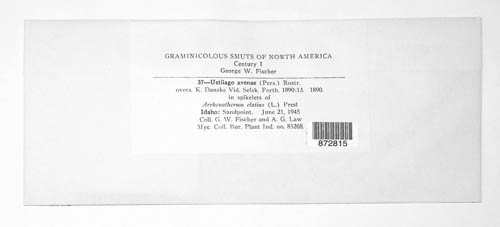 GRAMINICOLOUS SMUTS OF NORTH AMERICA
Century 1
George W. Fischer
37—Ustilago avenae (Pers.) Rostr.
overs. K. Danske Vid. Selsk. Forh. 1890:13. 1890.
in spikelets of
Arrhenatherum elatius (L.) Presl
Idaho: Sandpoint. June 21, 1945
Coll. G. W. Fischer and A. G. Law
Myc. Coll. Bur. Plant Ind. no. 85268.
872815